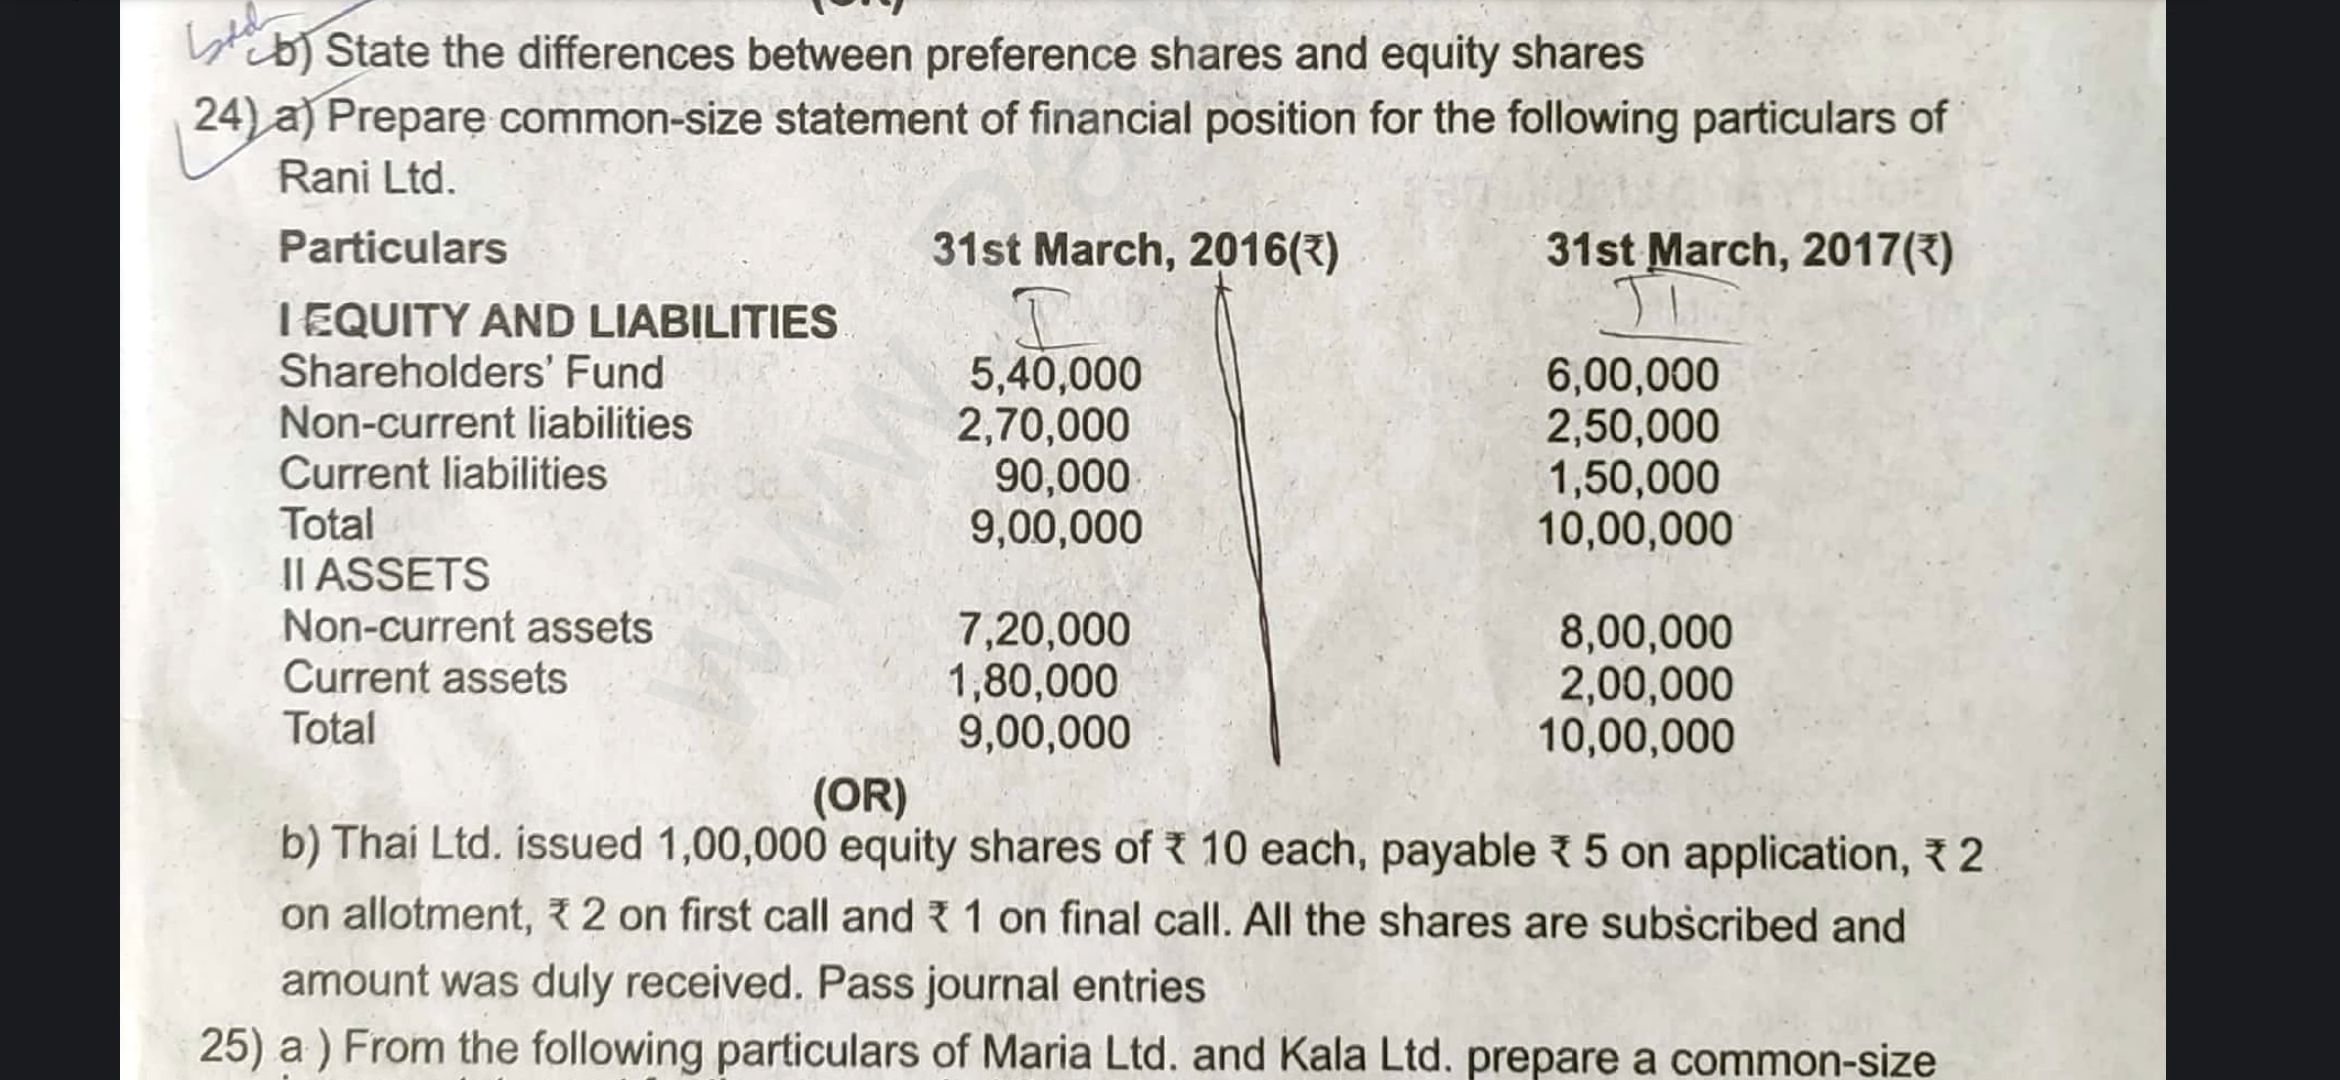 b) State the differences between preference shares and equity shares
24) a) Prepare common-size statement of financial position for the following particulars of
Rani Ltd.
Particulars 31st March, 2016(₹) 31st March, 2017(₹)
I EQUITY AND LIABILITIES I II
Shareholders' Fund 5,40,000 6,00,000
Non-current liabilities 2,70,000 2,50,000
Current liabilities 90,000 1,50,000
Total 9,00,000 10,00,000
II ASSETS
Non-current assets 7,20,000 8,00,000
Current assets 1,80,000 2,00,000
Total 9,00,000 10,00,000
(OR)
b) Thai Ltd. issued 1,00,000 equity shares of ₹ 10 each, payable ₹ 5 on application, ₹ 2
on allotment, ₹ 2 on first call and ₹ 1 on final call. All the shares are subscribed and
amount was duly received. Pass journal entries
25) a ) From the following particulars of Maria Ltd. and Kala Ltd. prepare a common-size